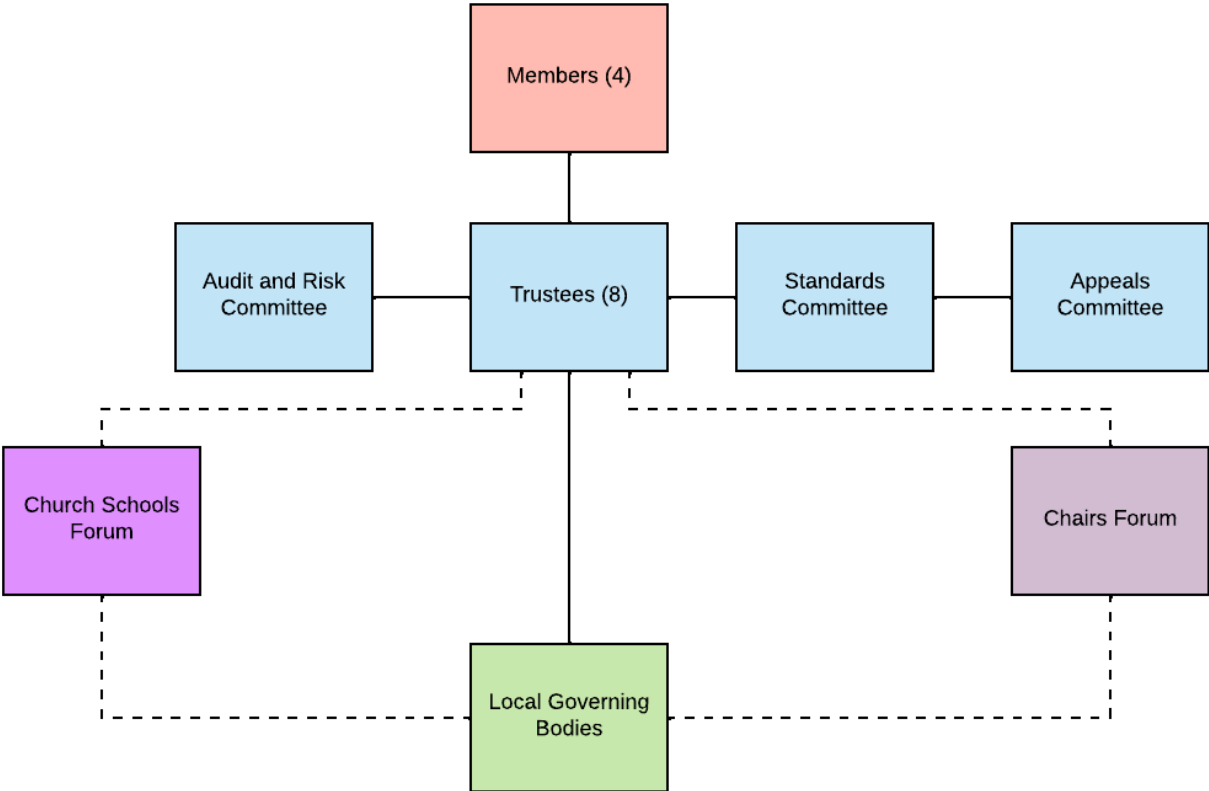 Members (4)
Audit and Risk
Committee
Trustees (8)
Standards
Committee
Appeals
Committee
Church Schools
Forum
Chairs Forum
Local Governing
Bodies